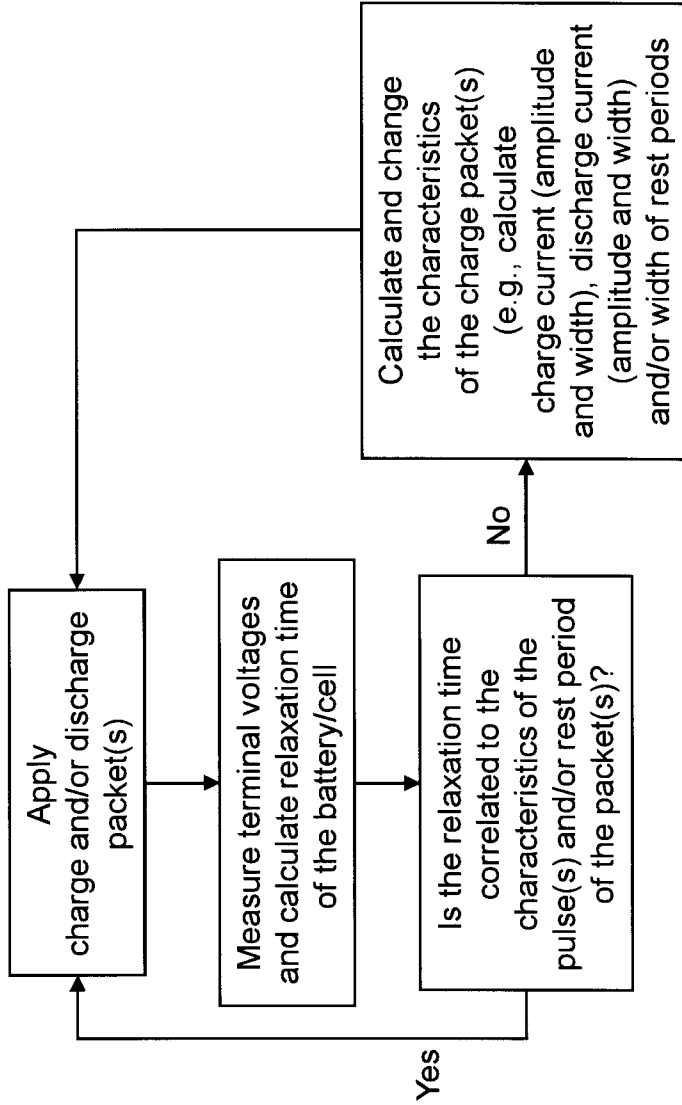 Apply
charge and/or discharge
packet(s)
Measure terminal voltages
and calculate relaxation time
of the battery/cell
Is the relaxation time
correlated to the
characteristics of the
pulse(s) and/or rest period
of the packet(s)?
Yes
No
Calculate and change
the characteristics
of the charge packet(s)
(e.g., calculate
charge current (amplitude
and width), discharge current
(amplitude and width)
and/or width of rest periods